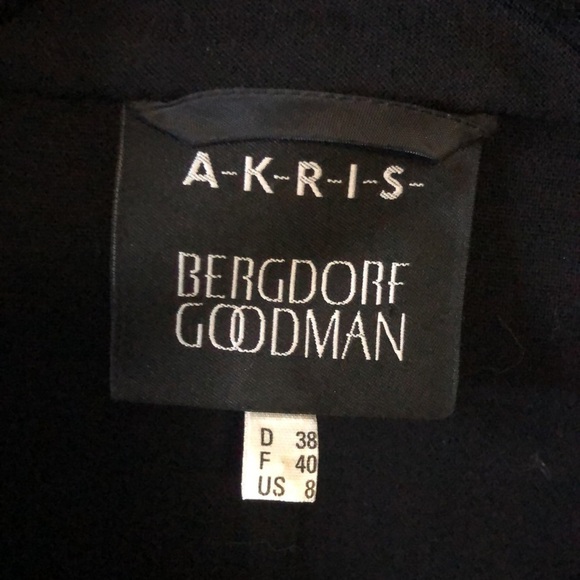 A-K-R-I-S-
BERGDORF
GOODMAN
D 38
F 40
US 8